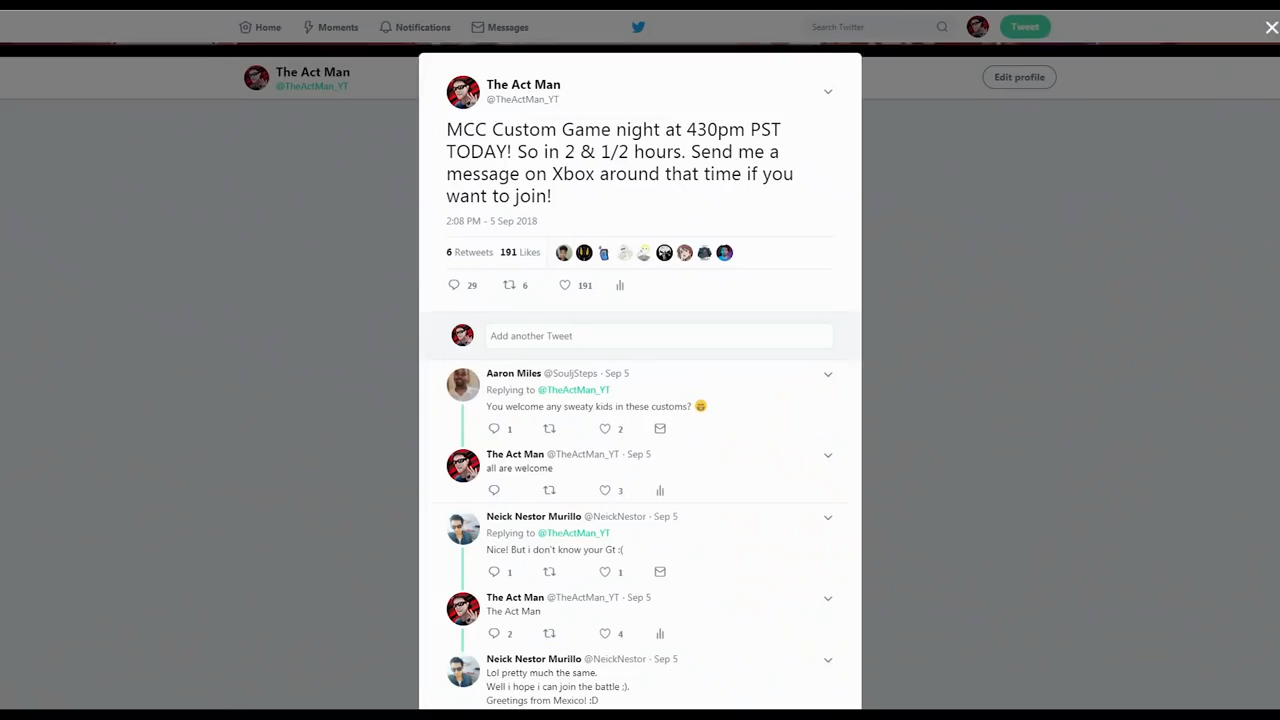 Home Moments Notifications Messages Search Twitter Tweet
The Act Man
@TheActMan_YT
Edit profile
The Act Man
@TheActMan_YT
MCC Custom Game night at 430pm PST
TODAY! So in 2 & 1/2 hours. Send me a
message on Xbox around that time if you
want to join!
2:08 PM - 5 Sep 2018
6 Retweets 191 Likes
29 6 191
Add another Tweet
Aaron Miles @SouljSteps · Sep 5
Replying to @TheActMan_YT
You welcome any sweaty kids in these customs? 😄
1 2
The Act Man @TheActMan_YT · Sep 5
all are welcome
3
Neick Nestor Murillo @NeickNestor · Sep 5
Replying to @TheActMan_YT
Nice! But i don't know your Gt :(
1 1
The Act Man @TheActMan_YT · Sep 5
The Act Man
2 4
Neick Nestor Murillo @NeickNestor · Sep 5
Lol pretty much the same.
Well i hope i can join the battle ;).
Greetings from Mexico! :D